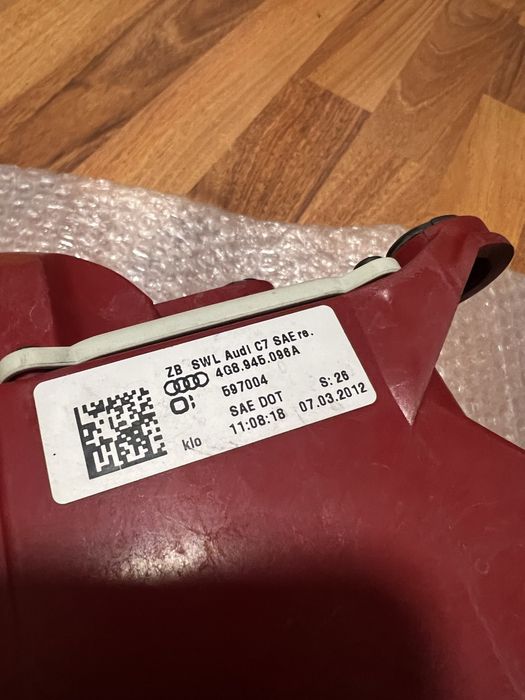 ZB SWL Audi C7 SAE re.
4G8.945.096A
597004
SAE DOT S: 26
klo 11:08:18 07.03.2012